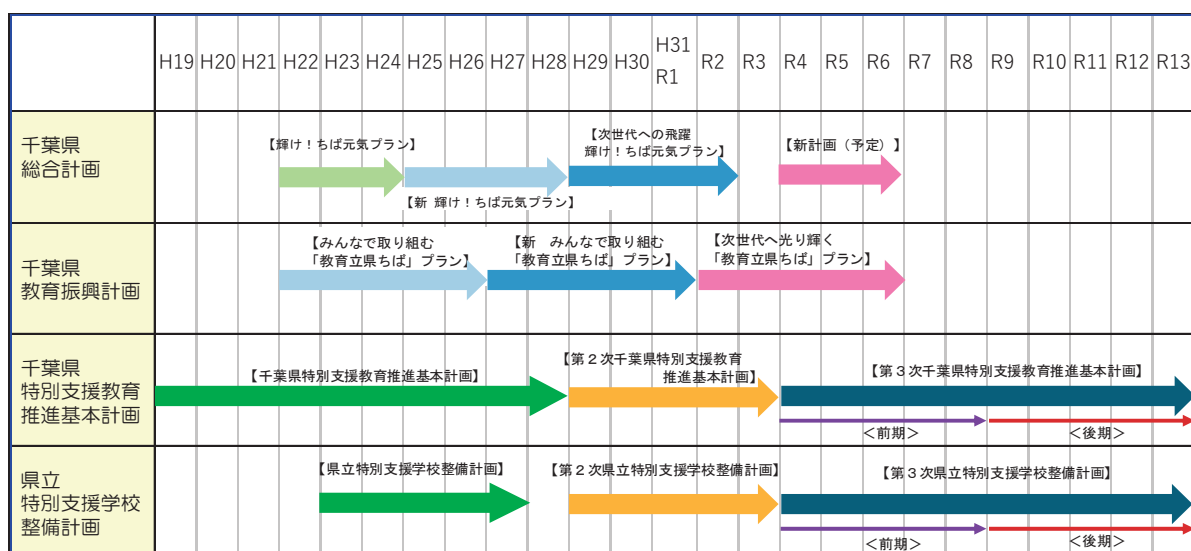 H19 H20 H21 H22 H23 H24 H25 H26 H27 H28 H29 H30 H31 R1 R2 R3 R4 R5 R6 R7 R8 R9 R10 R11 R12 R13
千葉県
総合計画
【輝け!ちば元気プラン】
【新 輝け!ちば元気プラン】
【次世代への飛躍
輝け!ちば元気プラン】
【新計画(予定)】
千葉県
教育振興計画
【みんなで取り組む
「教育立県ちば」プラン】
【新 みんなで取り組む
「教育立県ちば」プラン】
【次世代へ光り輝く
「教育立県ちば」プラン】
千葉県
特別支援教育
推進基本計画
【千葉県特別支援教育推進基本計画】
【第2次千葉県特別支援教育
推進基本計画】
【第3次千葉県特別支援教育推進基本計画】
<前期>
<後期>
県立
特別支援学校
整備計画
【県立特別支援学校整備計画】
【第2次県立特別支援学校整備計画】
【第3次県立特別支援学校整備計画】
<前期>
<後期>